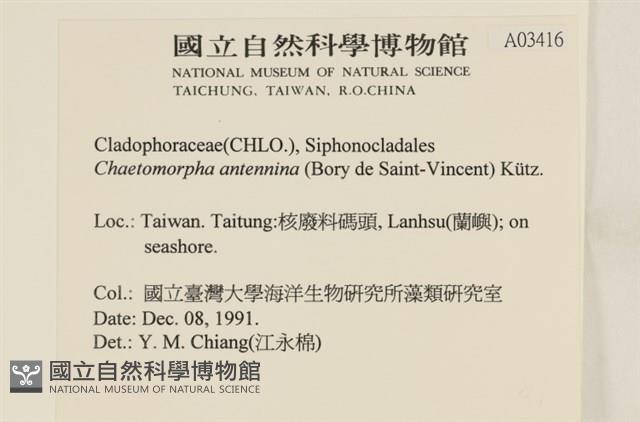 國立自然科學博物館
A03416
NATIONAL MUSEUM OF NATURAL SCIENCE
TAICHUNG, TAIWAN, R.O.CHINA
Cladophoraceae(CHLO.), Siphonocladales
Chaetomorpha antennina (Bory de Saint-Vincent) Kütz.
Loc.: Taiwan. Taitung:核廢料碼頭, Lanhsu(蘭嶼); on
seashore.
Col.: 國立臺灣大學海洋生物研究所藻類研究室
Date: Dec. 08, 1991.
Det.: Y. M. Chiang(江永棉)
國立自然科學博物館
NATIONAL MUSEUM OF NATURAL SCIENCE